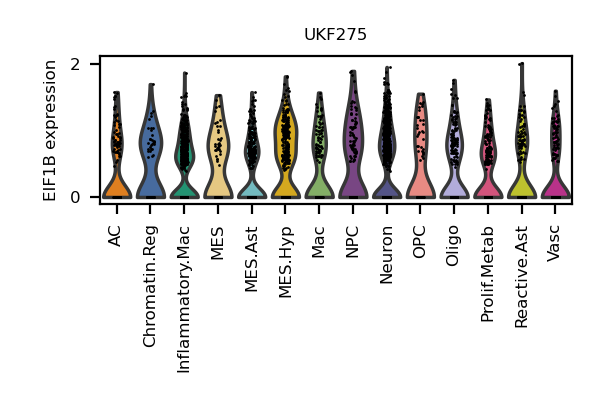 UKF275
EIF1B expression
2
0
AC
Chromatin.Reg
Inflammatory.Mac
MES
MES.Ast
MES.Hyp
Mac
NPC
Neuron
OPC
Oligo
Prolif.Metab
Reactive.Ast
Vasc